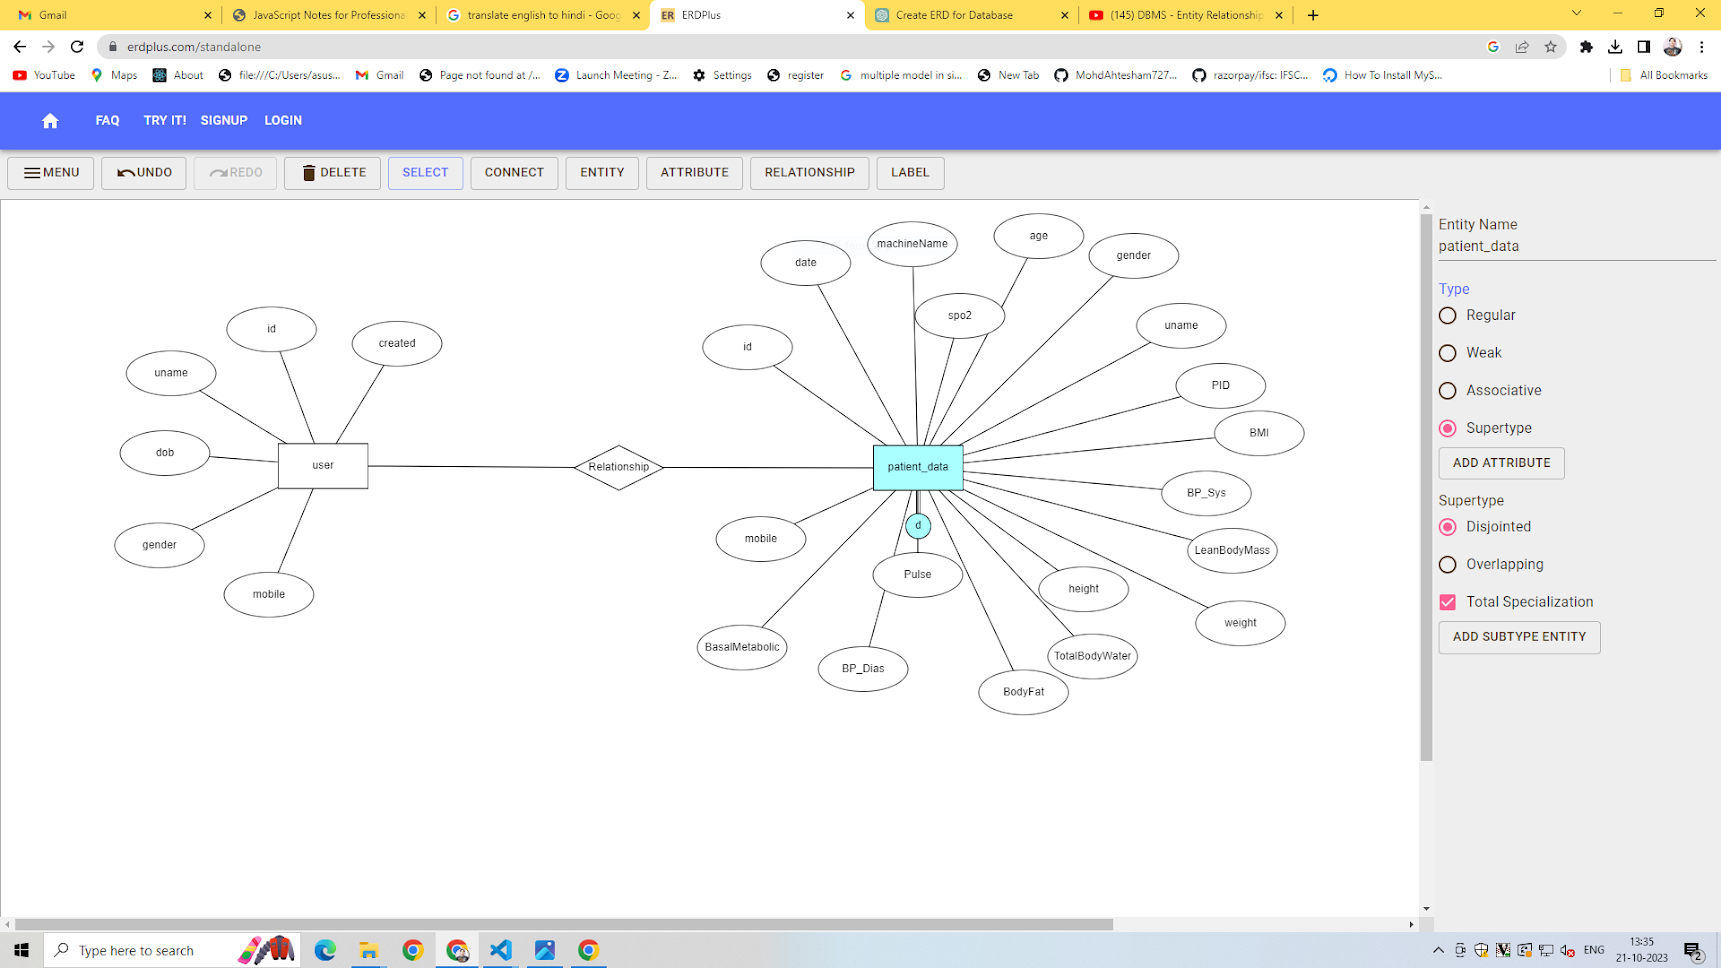 Gmail
JavaScript Notes for Professiona
translate english to hindi - Goog
ER ERDPlus
Create ERD for Database
(145) DBMS - Entity Relationship
erdplus.com/standalone
YouTube
Maps
About
file:///C:/Users/asus...
Gmail
Page not found at /...
Launch Meeting - Z...
Settings
register
multiple model in si...
New Tab
MohdAhtesham727...
razorpay/ifsc: IFSC...
How To Install MyS...
All Bookmarks
FAQ
TRY IT!
SIGNUP
LOGIN
MENU
UNDO
REDO
DELETE
SELECT
CONNECT
ENTITY
ATTRIBUTE
RELATIONSHIP
LABEL
date
machineName
age
gender
spo2
uname
id
PID
BMI
id
created
uname
dob
user
gender
mobile
Relationship
patient_data
d
BP_Sys
mobile
LeanBodyMass
Pulse
height
weight
BasalMetabolic
BP_Dias
TotalBodyWater
BodyFat
Entity Name
patient_data
Type
Regular
Weak
Associative
Supertype
ADD ATTRIBUTE
Supertype
Disjointed
Overlapping
Total Specialization
ADD SUBTYPE ENTITY
Type here to search
ENG
13:35
21-10-2023
2